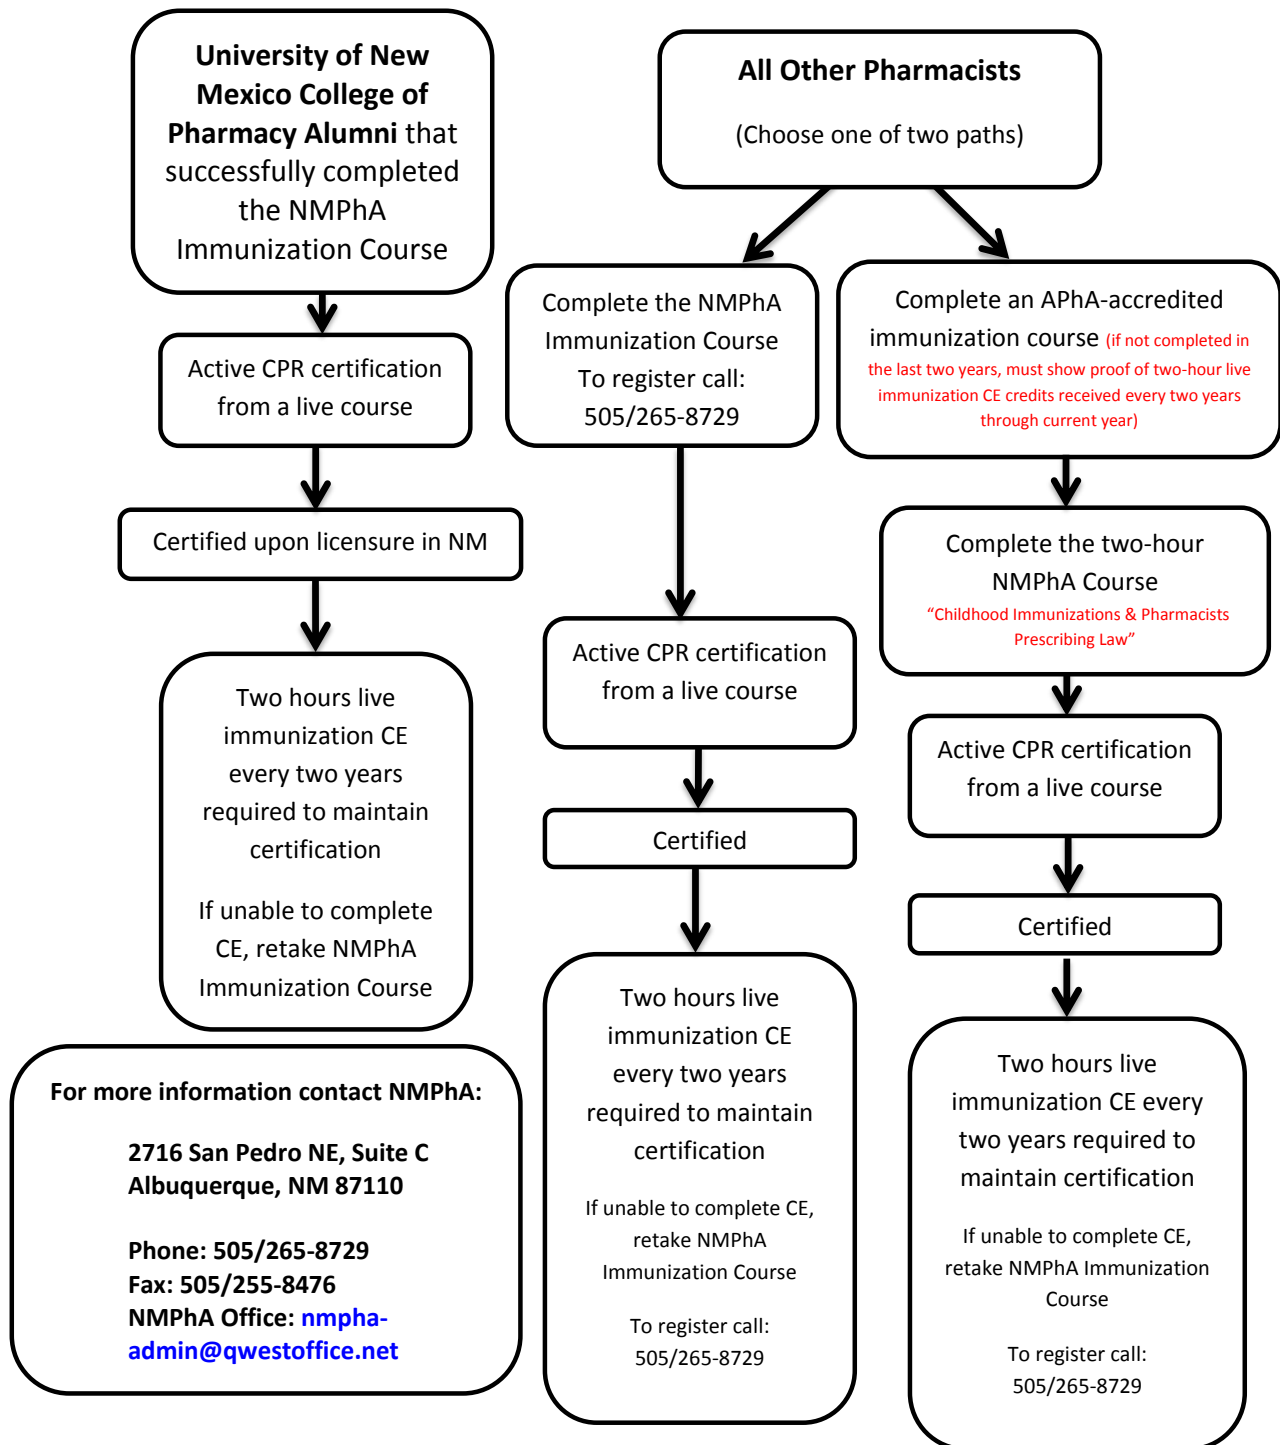 University of New
Mexico College of
Pharmacy Alumni that
successfully completed
the NMPhA
Immunization Course
Active CPR certification
from a live course
Certified upon licensure in NM
Two hours live
immunization CE
every two years
required to maintain
certification
If unable to complete
CE, retake NMPhA
Immunization Course
For more information contact NMPhA:
2716 San Pedro NE, Suite C
Albuquerque, NM 87110
Phone: 505/265-8729
Fax: 505/255-8476
NMPhA Office: nmpha-
admin@qwestoffice.net
All Other Pharmacists
(Choose one of two paths)
Complete the NMPhA
Immunization Course
To register call:
505/265-8729
Active CPR certification
from a live course
Certified
Two hours live
immunization CE
every two years
required to maintain
certification
If unable to complete CE,
retake NMPhA
Immunization Course
To register call:
505/265-8729
Complete an APhA-accredited
immunization course (if not completed in
the last two years, must show proof of two-hour live
immunization CE credits received every two years
through current year)
Complete the two-hour
NMPhA Course
“Childhood Immunizations & Pharmacists
Prescribing Law”
Active CPR certification
from a live course
Certified
Two hours live
immunization CE every
two years required to
maintain certification
If unable to complete CE,
retake NMPhA Immunization
Course
To register call:
505/265-8729